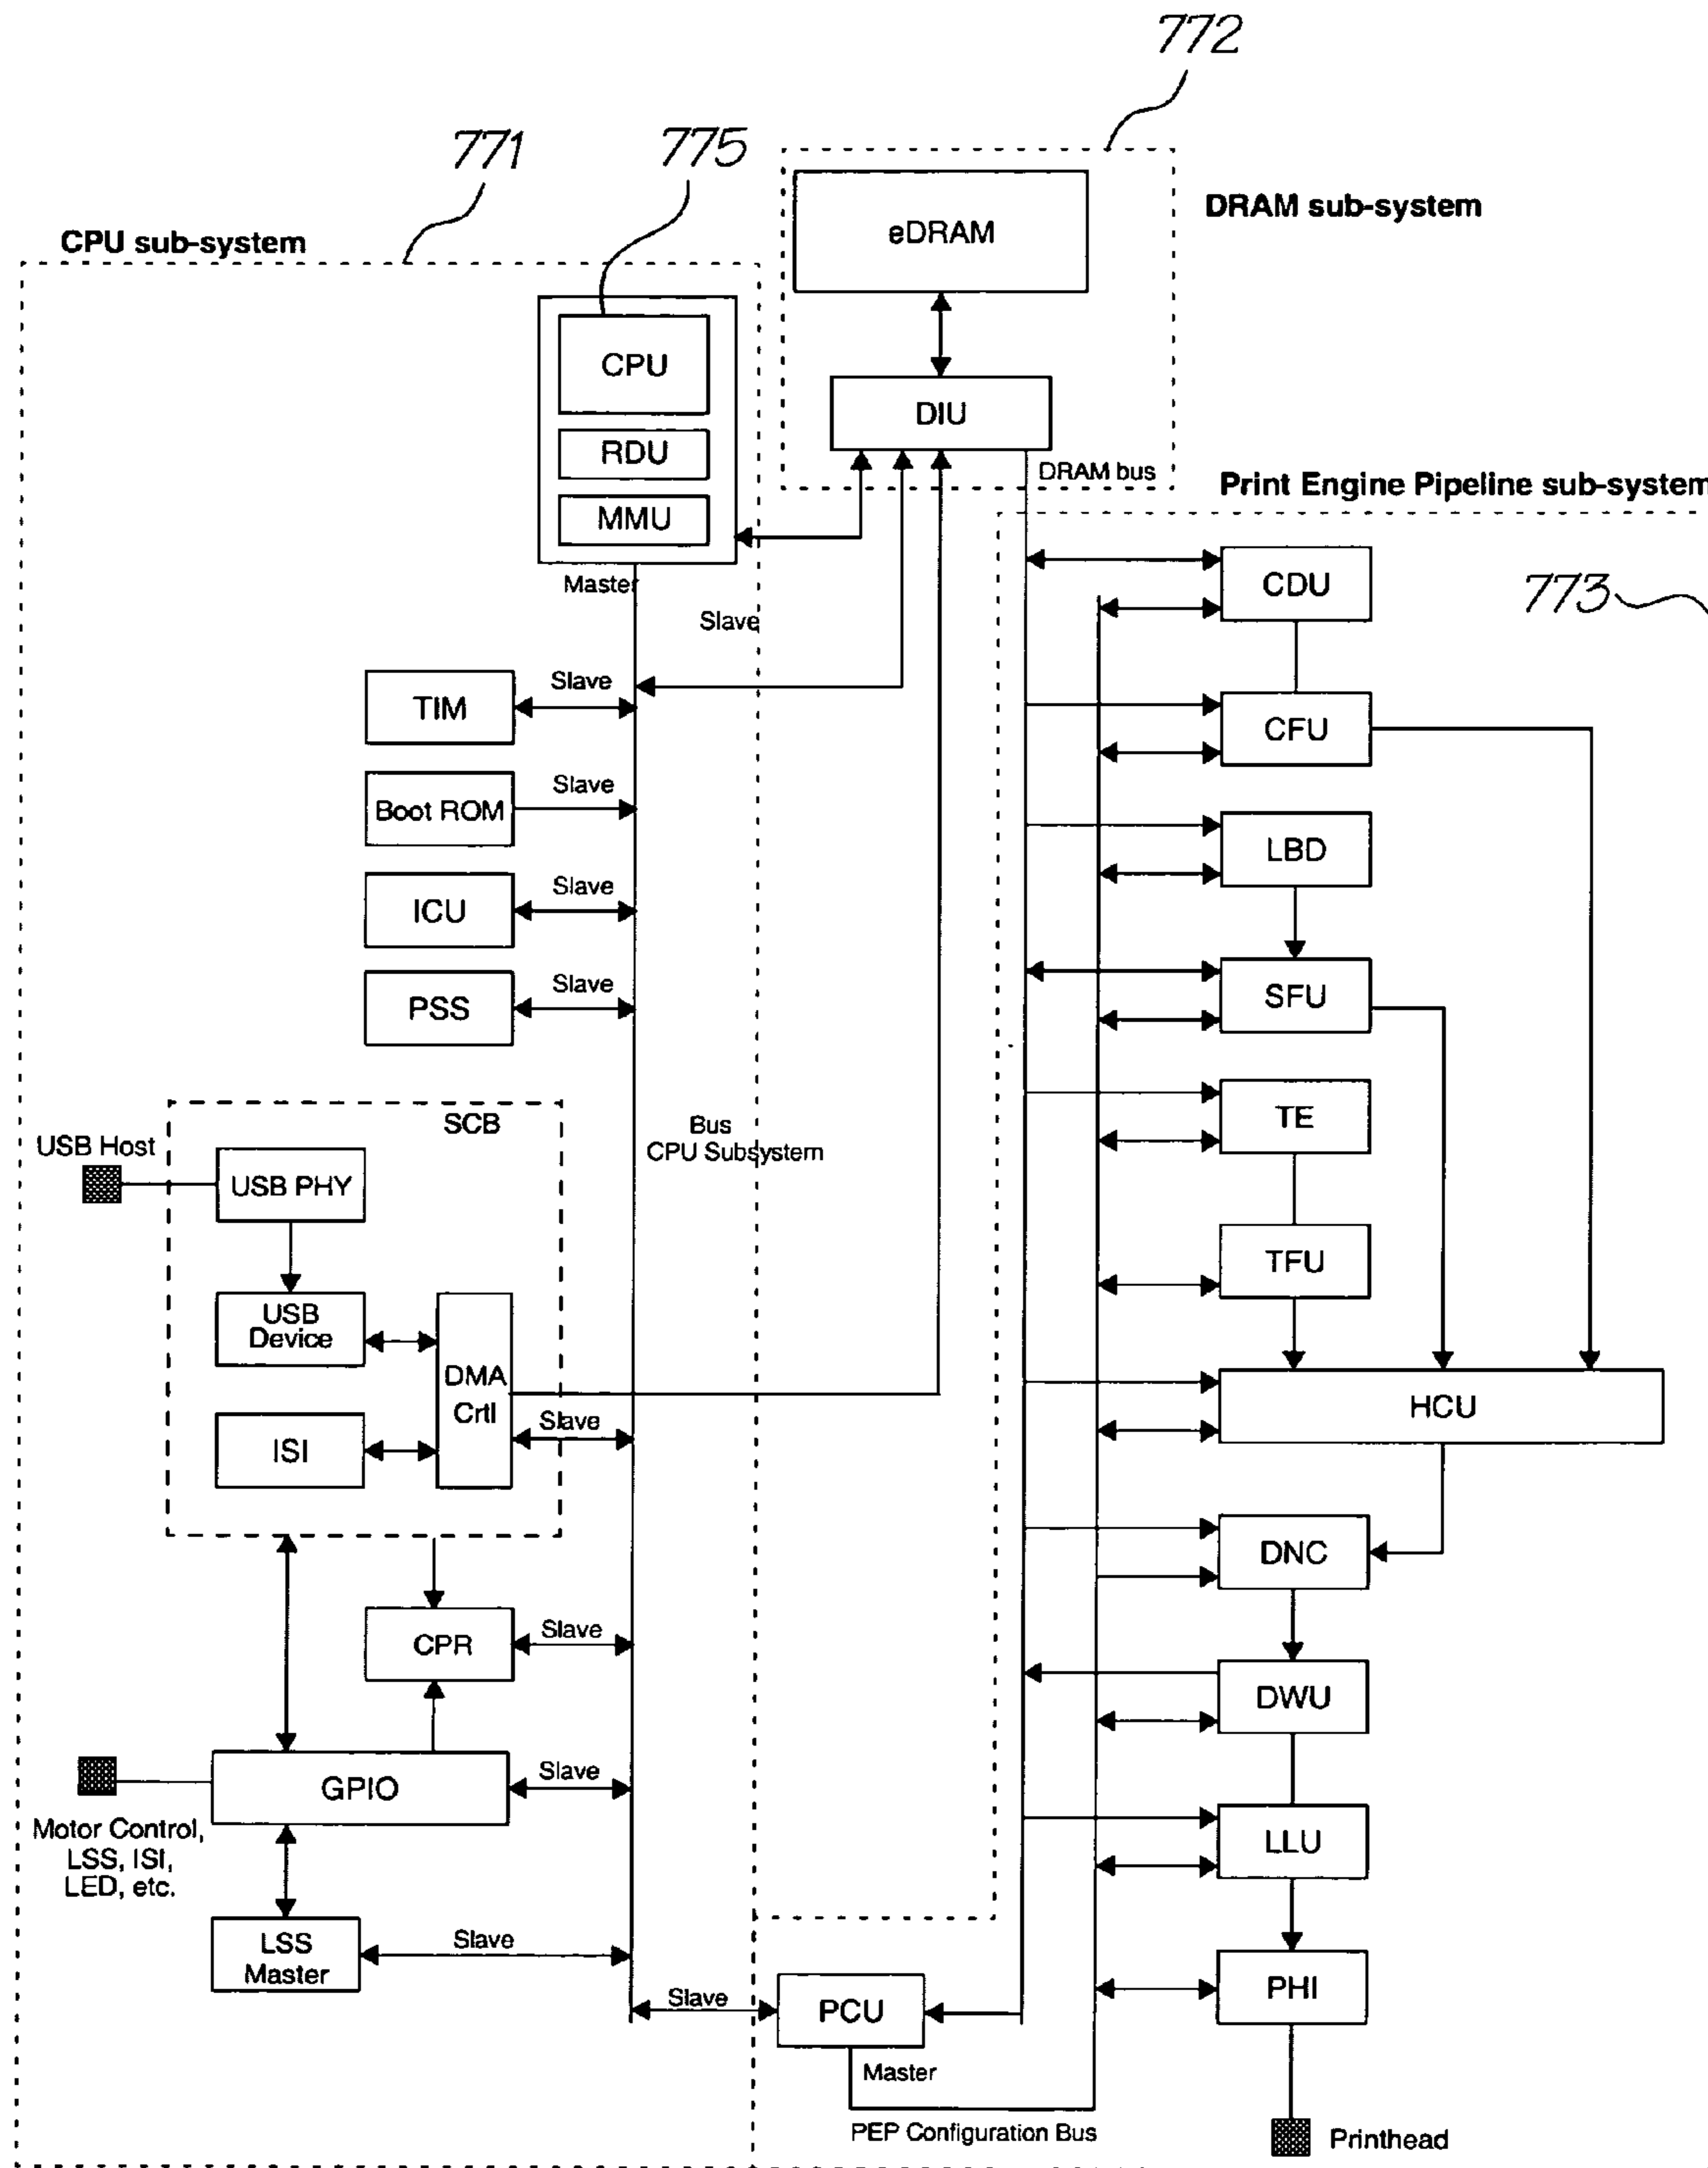 772
771
775
DRAM sub-system
CPU sub-system
eDRAM
CPU
DIU
RDU
DRAM bus
Print Engine Pipeline sub-system
MMU
Master
CDU
773
Slave
Slave
TIM
CFU
Slave
Boot ROM
LBD
Slave
ICU
Slave
PSS
SFU
SCB
Bus
CPU Subsystem
TE
USB Host
USB PHY
TFU
USB
Device
DMA
Crtl
HCU
Slave
ISI
DNC
Slave
CPR
DWU
Slave
GPIO
Motor Control,
LSS, ISI,
LED, etc.
LLU
LSS
Master
Slave
PHI
Slave
PCU
Master
PEP Configuration Bus
Printhead